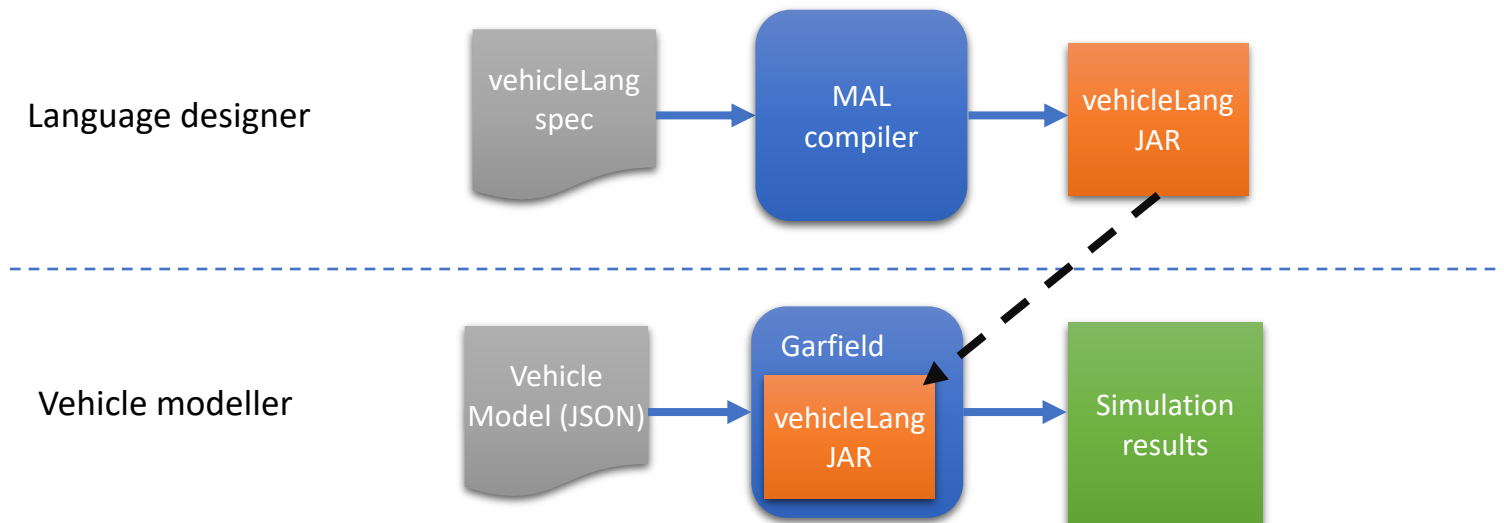 Language designer
vehicleLang
spec
MAL
compiler
vehicleLang
JAR
Vehicle modeller
Vehicle
Model (JSON)
Garfield
vehicleLang
JAR
Simulation
results